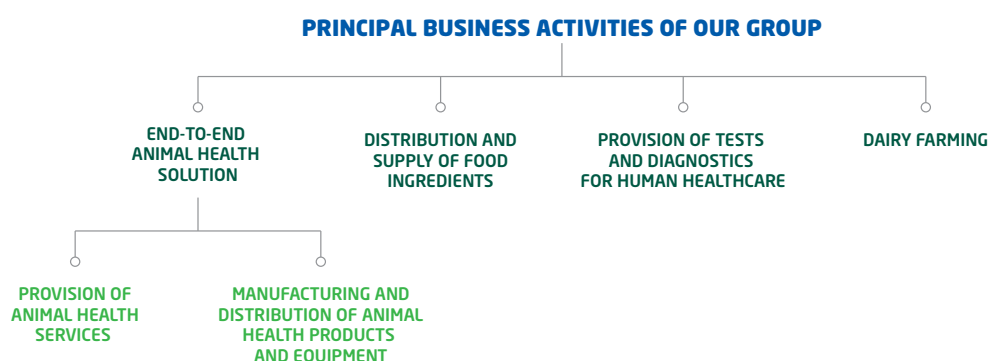 PRINCIPAL BUSINESS ACTIVITIES OF OUR GROUP
END-TO-END
ANIMAL HEALTH
SOLUTION
DISTRIBUTION AND
SUPPLY OF FOOD
INGREDIENTS
PROVISION OF TESTS
AND DIAGNOSTICS
FOR HUMAN HEALTHCARE
DAIRY FARMING
PROVISION OF
ANIMAL HEALTH
SERVICES
MANUFACTURING AND
DISTRIBUTION OF ANIMAL
HEALTH PRODUCTS
AND EQUIPMENT